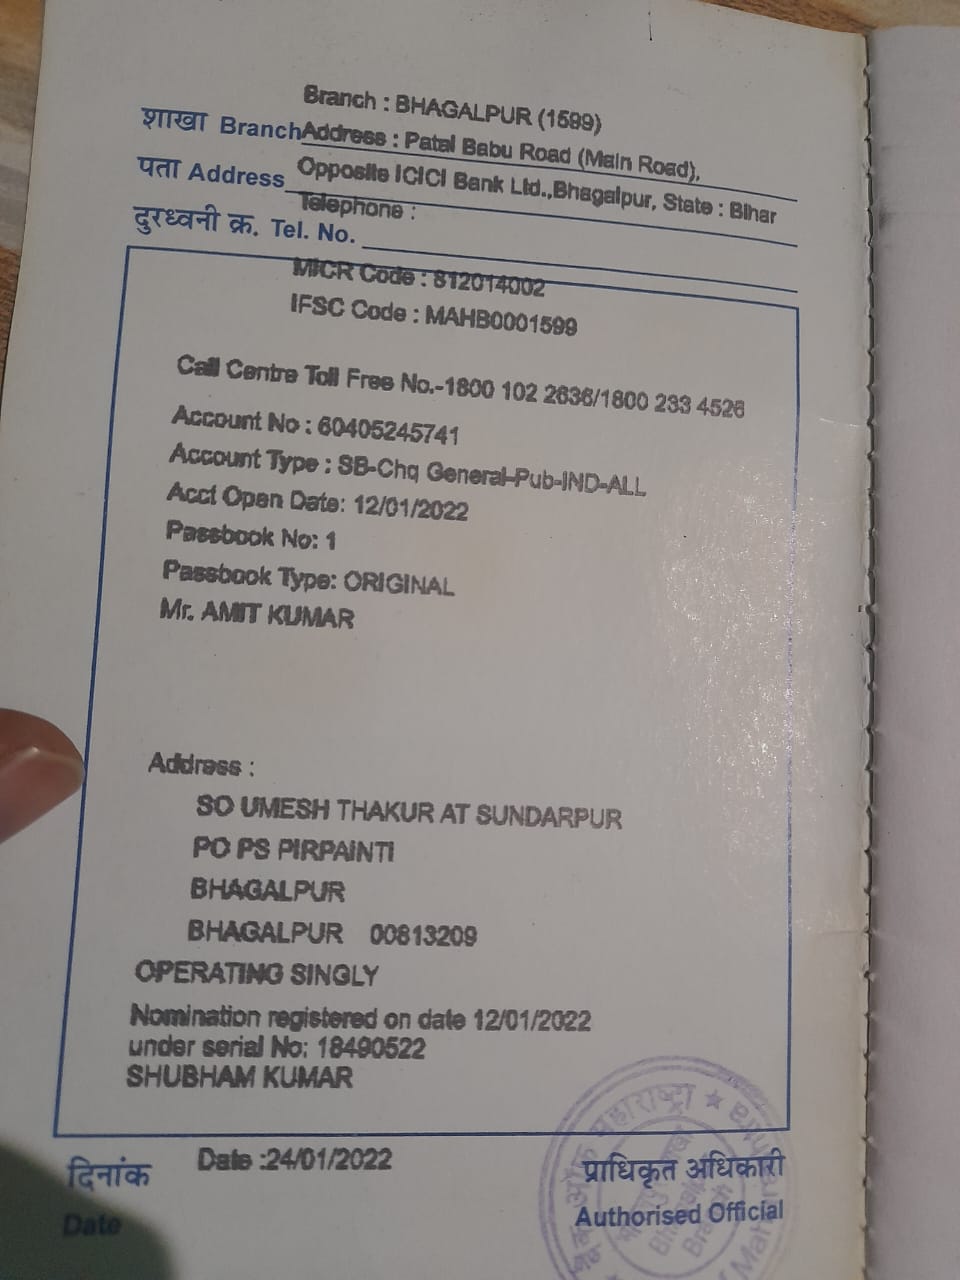 Branch : BHAGALPUR (1599)
शाखा Branch Address : Patal Babu Road (Main Road),
पता Address Opposite ICICI Bank Ltd.,Bhagalpur, State : Bihar
Telephone :
दुरध्वनी क्र. Tel. No.
MICR Code : 812014002
IFSC Code : MAHB0001599
Call Centre Toll Free No.-1800 102 2636/1800 233 4526
Account No : 60405245741
Account Type : SB-Chq General-Pub-IND-ALL
Acct Open Date: 12/01/2022
Passbook No: 1
Passbook Type: ORIGINAL
Mr. AMIT KUMAR
Address :
SO UMESH THAKUR AT SUNDARPUR
PO PS PIRPAINTI
BHAGALPUR
BHAGALPUR 00813209
OPERATING SINGLY
Nomination registered on date 12/01/2022
under serial No: 18490522
SHUBHAM KUMAR
दिनांक Date :24/01/2022
Date
प्राधिकृत अधिकारी
Authorised Official
महाराष्ट्रा